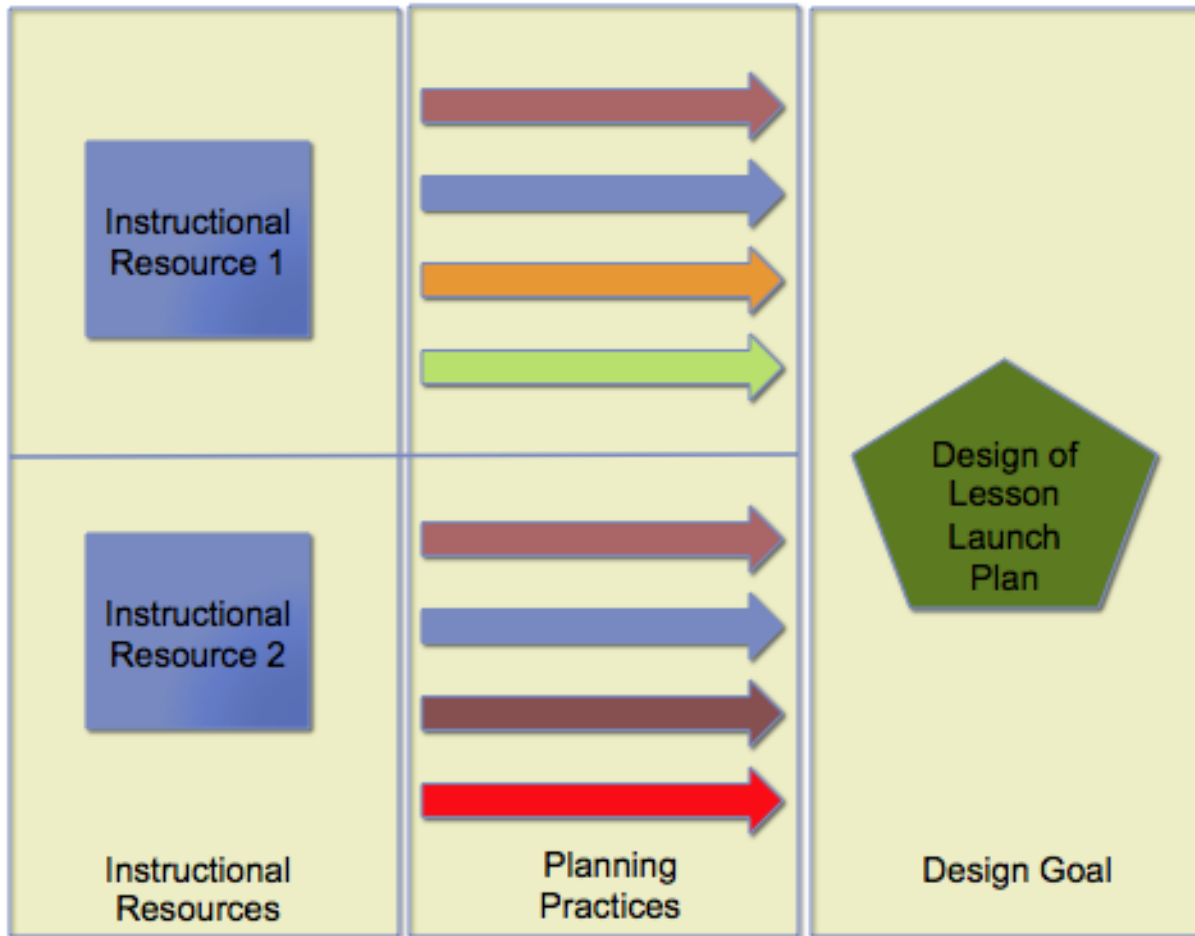 Instructional
Resource 1
Instructional
Resource 2
Design of
Lesson
Launch
Plan
Instructional
Resources
Planning
Practices
Design Goal